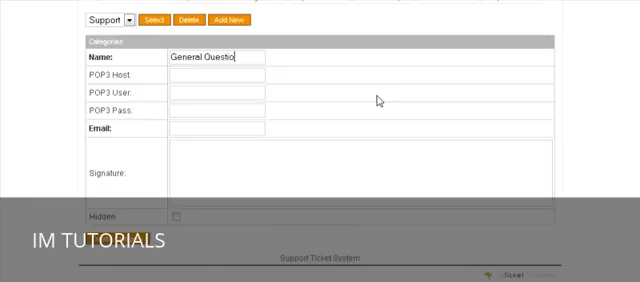 Support Select Delete Add New
Categories
Name: General Questio
POP3 Host:
POP3 User:
POP3 Pass:
Email:
Signature:
Hidden
IM TUTORIALS
Support Ticket System